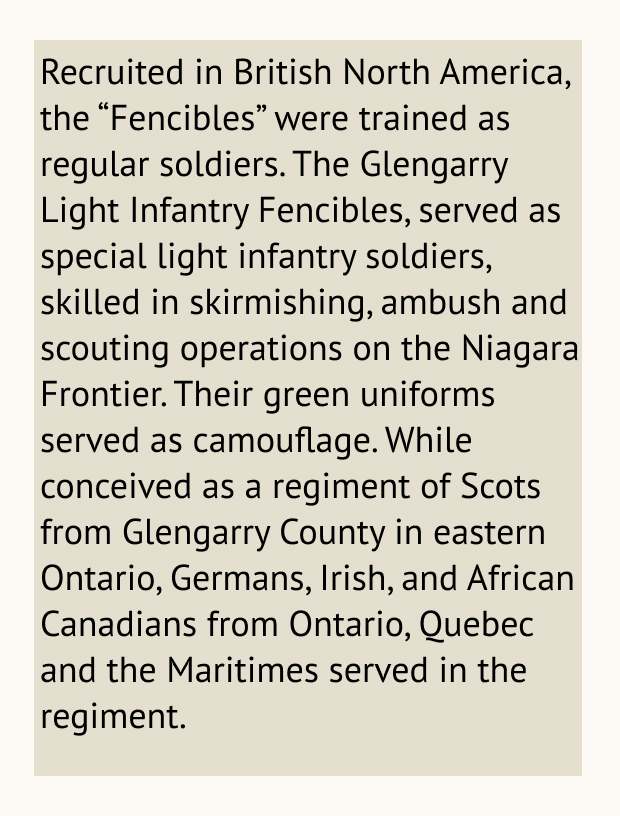 Recruited in British North America,
the “Fencibles” were trained as
regular soldiers. The Glengarry
Light Infantry Fencibles, served as
special light infantry soldiers,
skilled in skirmishing, ambush and
scouting operations on the Niagara
Frontier. Their green uniforms
served as camouflage. While
conceived as a regiment of Scots
from Glengarry County in eastern
Ontario, Germans, Irish, and African
Canadians from Ontario, Quebec
and the Maritimes served in the
regiment.